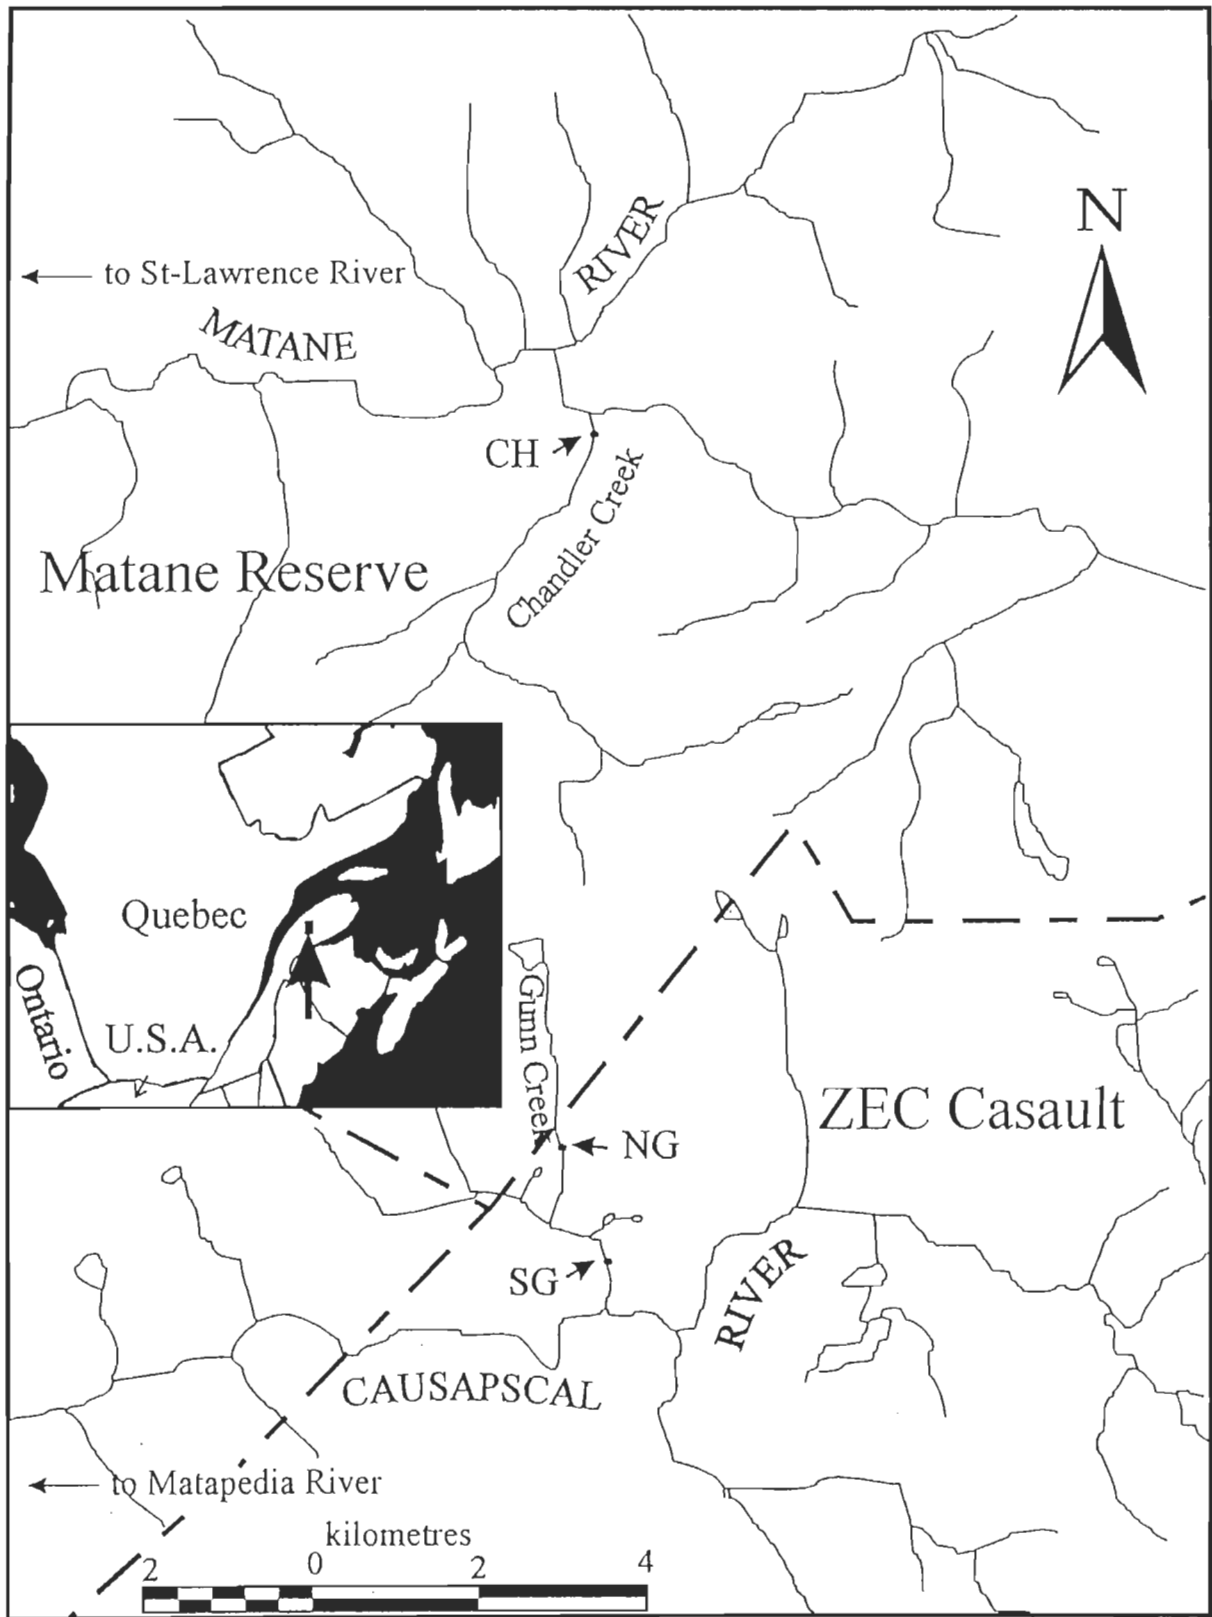 N
RIVER
to St-Lawrence River
MATANE
CH
Chandler Creek
Matane Reserve
Quebec
Ontario
U.S.A.
Gunn Creek
ZEC Casault
NG
SG
RIVER
CAUSAPSCAL
to Matapedia River
kilometres
2 0 2 4